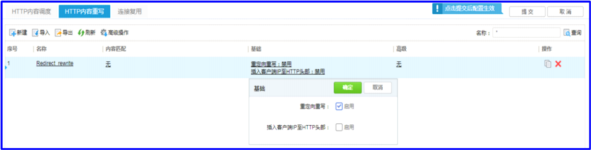 HTTP内容调度 HTTP内容重写 连接复用 点击提交后配置生效 提交 取消
新建 导入 导出 刷新 高级操作 名称： * 查询
序号 名称 内容匹配 基础 高级 操作
1 Redirect_rewrite 无 重定向重写：禁用 无
插入客户端IP至HTTP头部：禁用
基础 确定 取消
重定向重写： 启用
插入客户端IP至HTTP头部： 启用